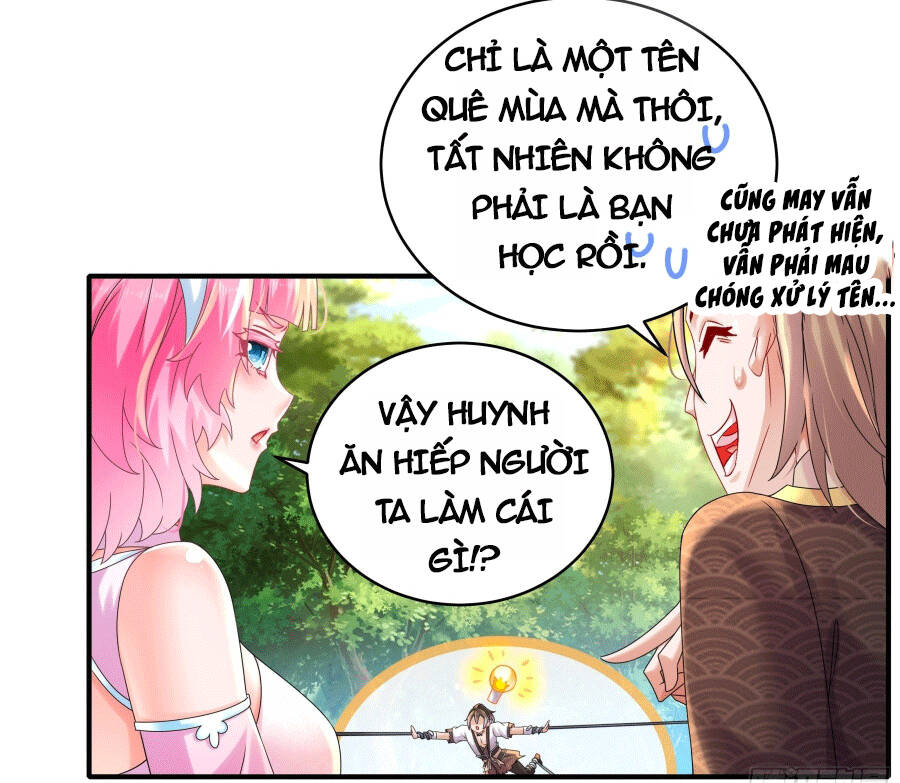 CHỈ LÀ MỘT TÊN
QUÊ MÙA MÀ THÔI,
TẤT NHIÊN KHÔNG
PHẢI LÀ BẠN
HỌC RỒI.
CŨNG MAY VẪN
CHƯA PHÁT HIỆN,
VẪN PHẢI MAU
CHÓNG XỬ LÝ TÊN...
VẬY HUYNH
ĂN HIẾP NGƯỜI
TA LÀM CÁI
GÌ!?